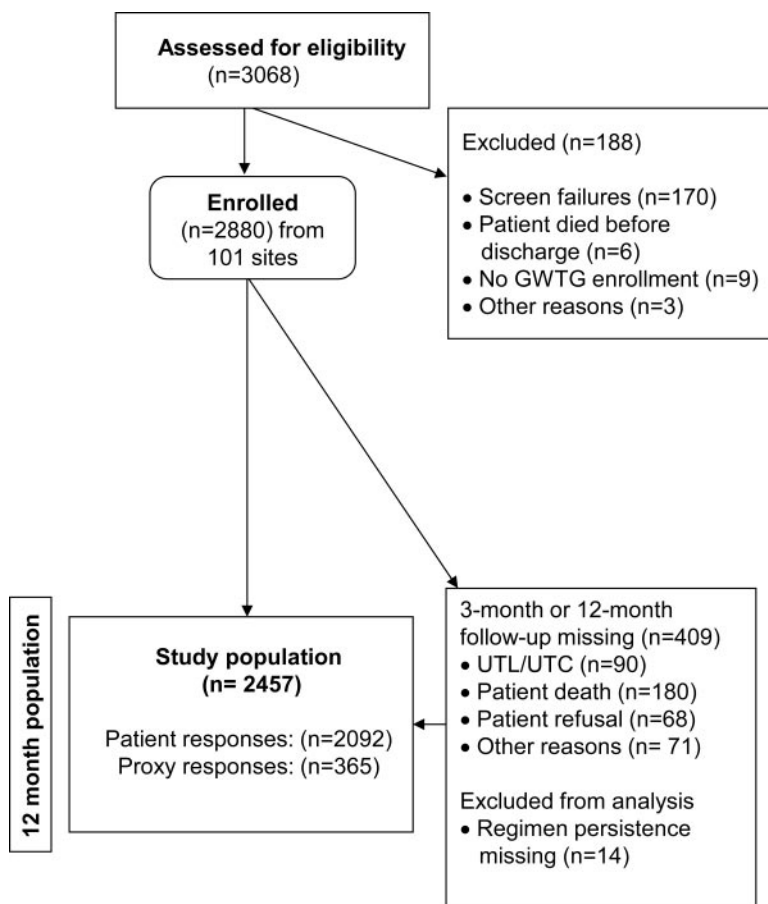 Assessed for eligibility
(n=3068)
Excluded (n=188)
• Screen failures (n=170)
• Patient died before
discharge (n=6)
• No GWTG enrollment (n=9)
• Other reasons (n=3)
Enrolled
(n=2880) from
101 sites
12 month population
Study population
(n= 2457)
Patient responses: (n=2092)
Proxy responses: (n=365)
3-month or 12-month
follow-up missing (n=409)
• UTL/UTC (n=90)
• Patient death (n=180)
• Patient refusal (n=68)
• Other reasons (n= 71)
Excluded from analysis
• Regimen persistence
missing (n=14)